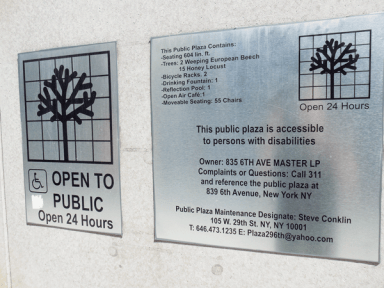 OPEN TO
PUBLIC
Open 24 Hours
This Public Plaza Contains:
-Seating 604 lin. ft.
-Trees: 2 Weeping European Beech
15 Honey Locust
-Bicycle Racks, 2
-Drinking Fountain: 1
-Reflection Pool: 1
-Open Air Café:1
-Moveable Seating: 55 Chairs
Open 24 Hours
This public plaza is accessible
to persons with disabilities
Owner: 835 6TH AVE MASTER LP
Complaints or Questions: Call 311
and reference the public plaza at
839 6th Avenue, New York NY
Public Plaza Maintenance Designate: Steve Conklin
105 W. 29th St. NY, NY 10001
T: 646.473.1235 E: Plaza296th@yahoo.com